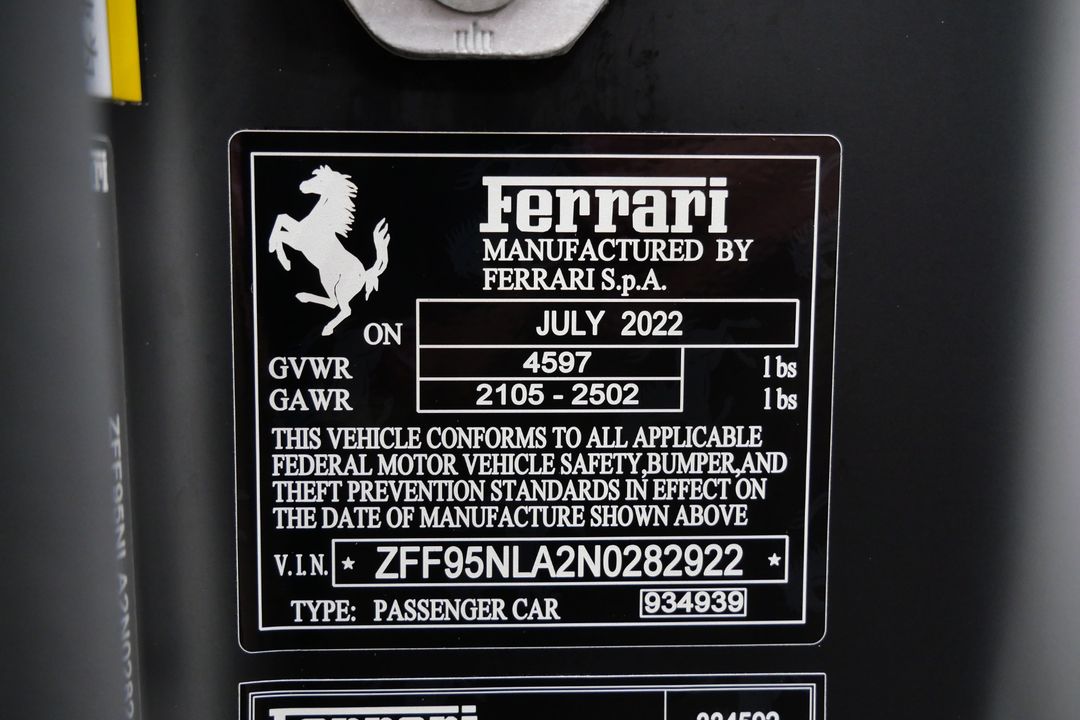 Ferrari
MANUFACTURED BY
FERRARI S.p.A.
ON JULY 2022
GVWR 4597 lbs
GAWR 2105 - 2502 lbs
THIS VEHICLE CONFORMS TO ALL APPLICABLE
FEDERAL MOTOR VEHICLE SAFETY,BUMPER,AND
THEFT PREVENTION STANDARDS IN EFFECT ON
THE DATE OF MANUFACTURE SHOWN ABOVE
V.I.N. * ZFF95NLA2N0282922 *
TYPE: PASSENGER CAR 934939
Ferrari